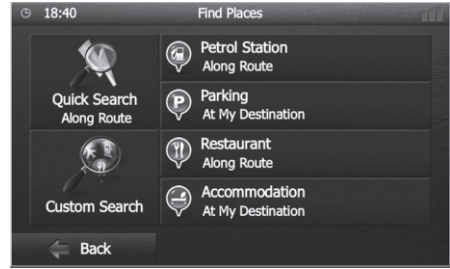 18:40
Find Places
Quick Search
Along Route
Custom Search
Petrol Station
Along Route
P
Parking
At My Destination
Restaurant
Along Route
Accommodation
At My Destination
Back